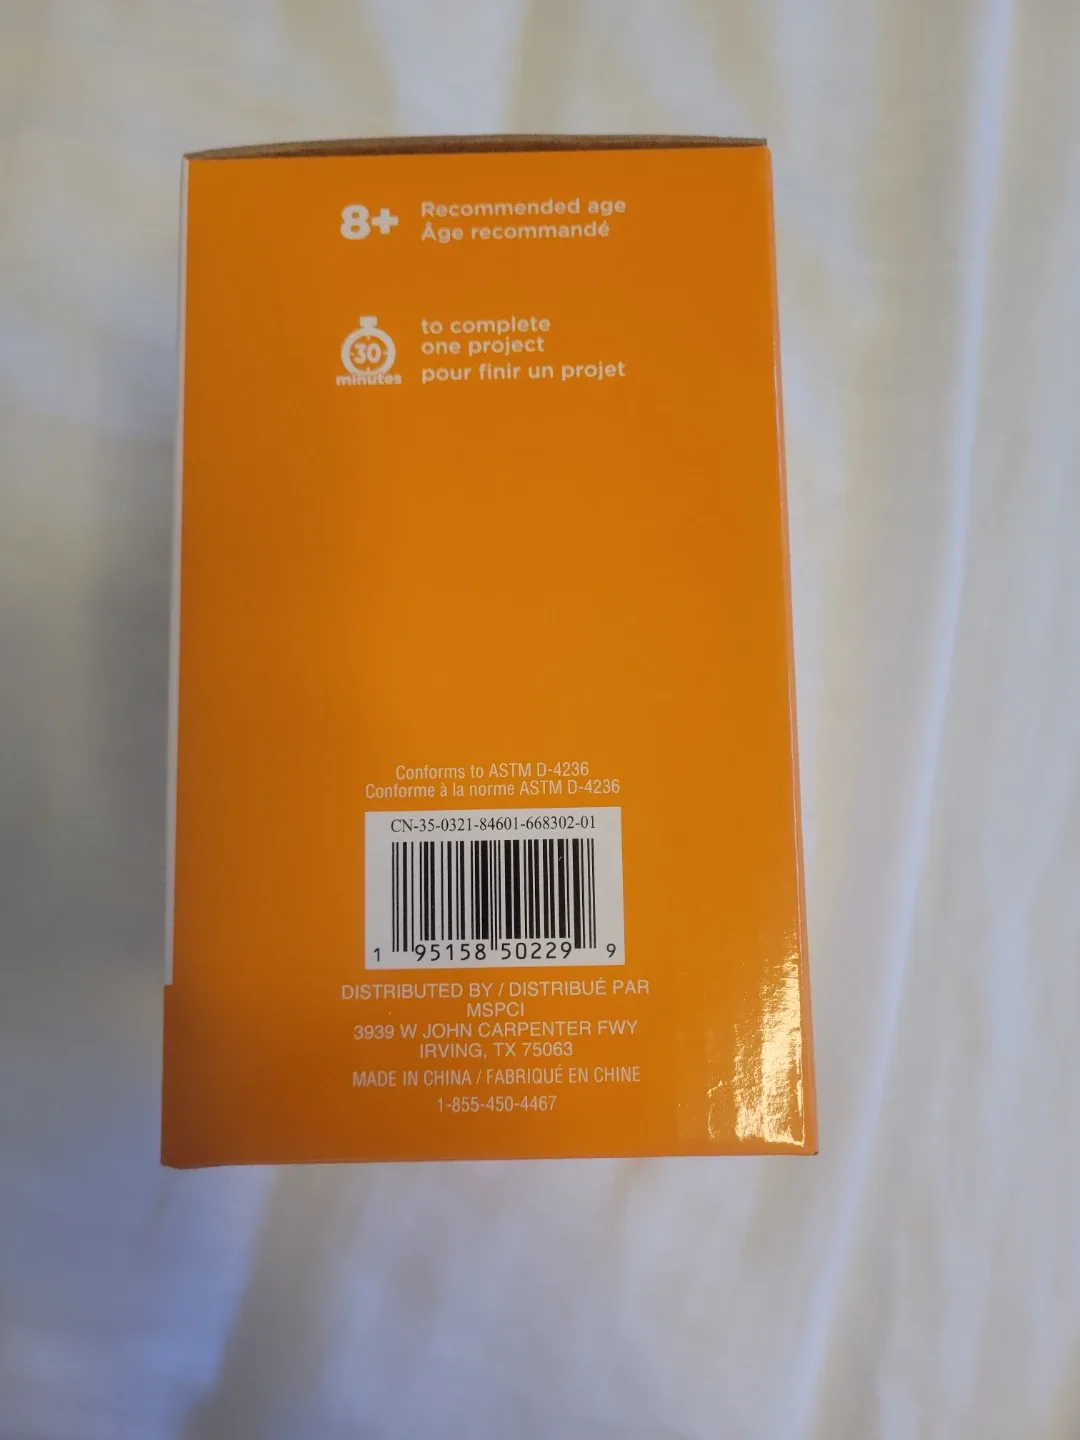 8+ Recommended age
Âge recommandé
30
minutes
to complete
one project
pour finir un projet
Conforms to ASTM D-4236
Conforme à la norme ASTM D-4236
CN-35-0321-84601-668302-01
1 95158 50229 9
DISTRIBUTED BY / DISTRIBUÉ PAR
MSPCI
3939 W JOHN CARPENTER FWY
IRVING, TX 75063
MADE IN CHINA / FABRIQUÉ EN CHINE
1-855-450-4467